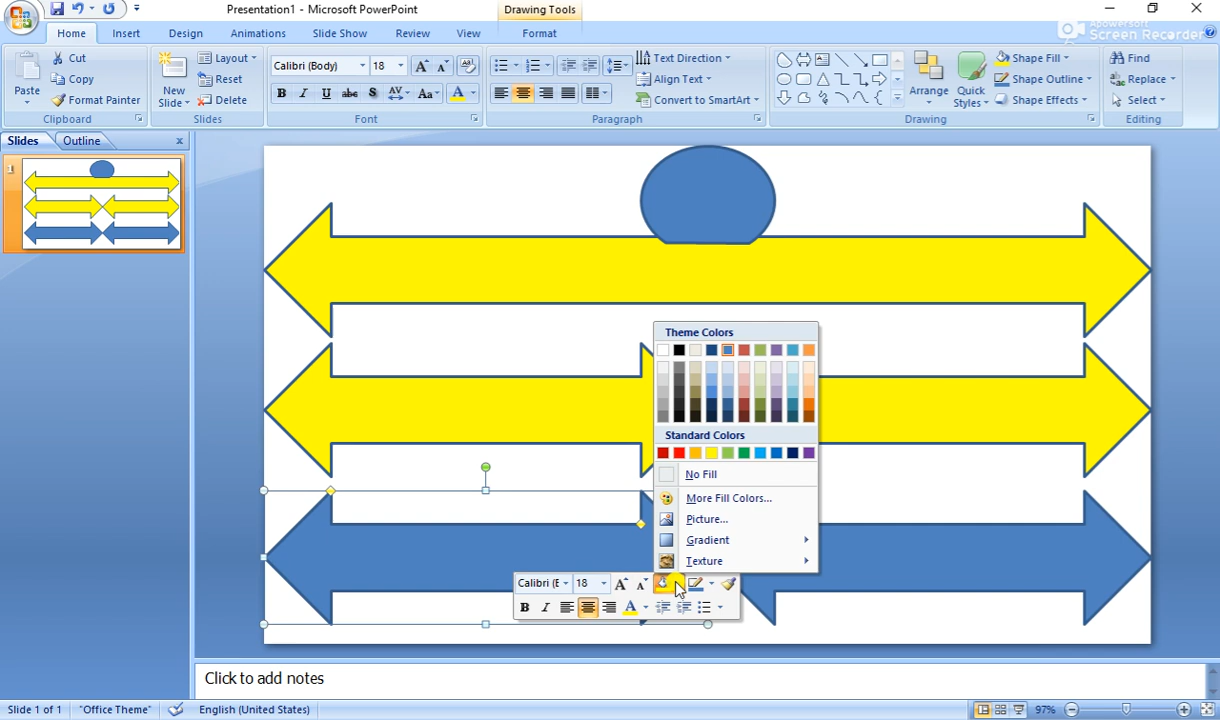 Presentation1 - Microsoft PowerPoint
Drawing Tools
Home Insert Design Animations Slide Show Review View Format
Apowersoft
Screen Recorder
Paste
Cut
Copy
Format Painter
Clipboard
New
Slide
Layout
Reset
Delete
Slides
Calibri (Body) 18
B I U abc S AV Aa A
Font
Text Direction
Align Text
Convert to SmartArt
Paragraph
Arrange
Quick
Styles
Shape Fill
Shape Outline
Shape Effects
Drawing
Find
Replace
Select
Editing
Slides Outline x
1
Theme Colors
Standard Colors
No Fill
More Fill Colors...
Picture...
Gradient
Texture
Calibri (E 18 A A
B I A
Click to add notes
Slide 1 of 1 "Office Theme" English (United States) 97%